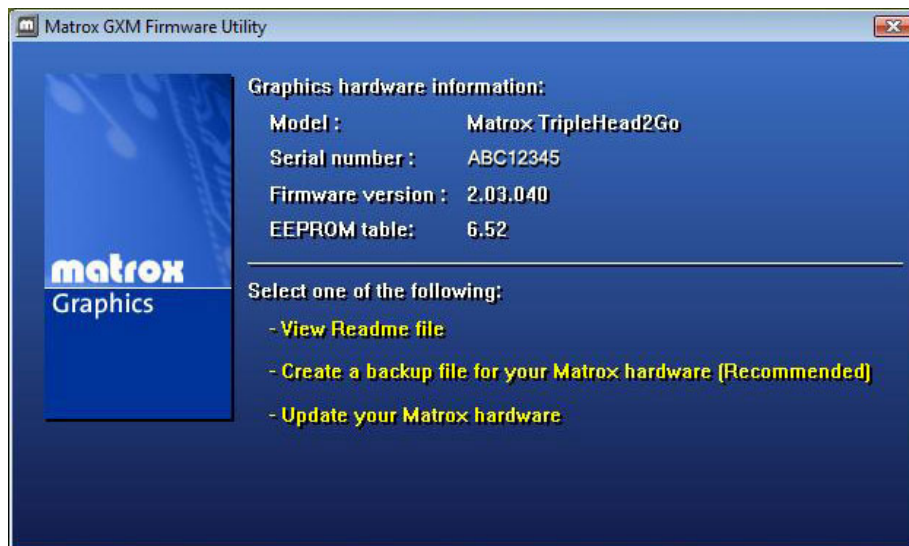 Matrox GXM Firmware Utility
Graphics hardware information:
Model : Matrox TripleHead2Go
Serial number : ABC12345
Firmware version : 2.03.040
EEPROM table: 6.52
matrox
Graphics
Select one of the following:
- View Readme file
- Create a backup file for your Matrox hardware (Recommended)
- Update your Matrox hardware